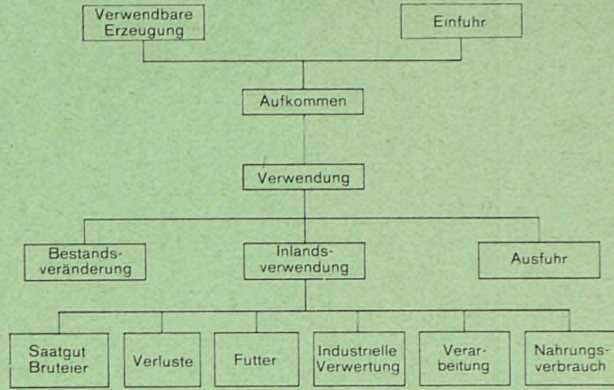 Verwendbare
Erzeugung
Einfuhr
Aufkommen
Verwendung
Bestands-
veränderung
Inlands-
verwendung
Ausfuhr
Saatgut
Bruteier
Verluste
Futter
Industrielle
Verwertung
Verar-
beitung
Nahrungs-
verbrauch